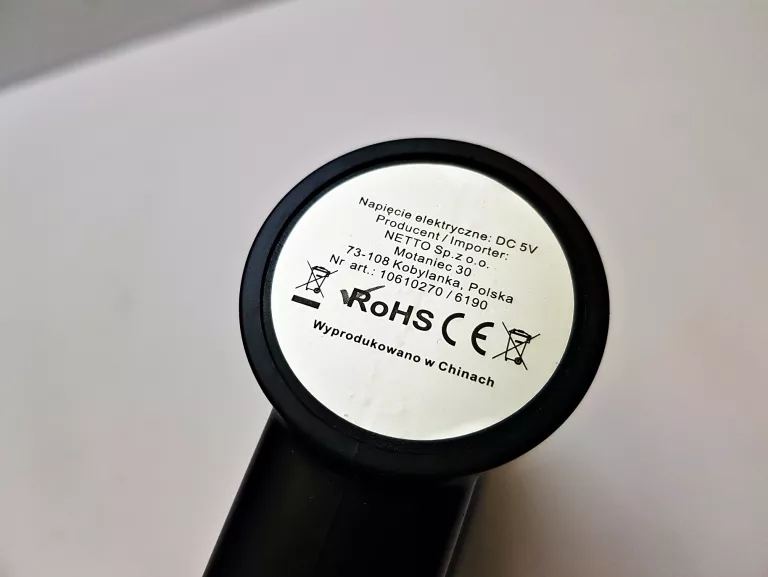 Napięcie elektryczne: DC 5V
Producent / Importer:
NETTO Sp.z o.o.
Motaniec 30
73-108 Kobylanka, Polska
Nr art.: 10610270 / 6190
RoHS CE
Wyprodukowano w Chinach